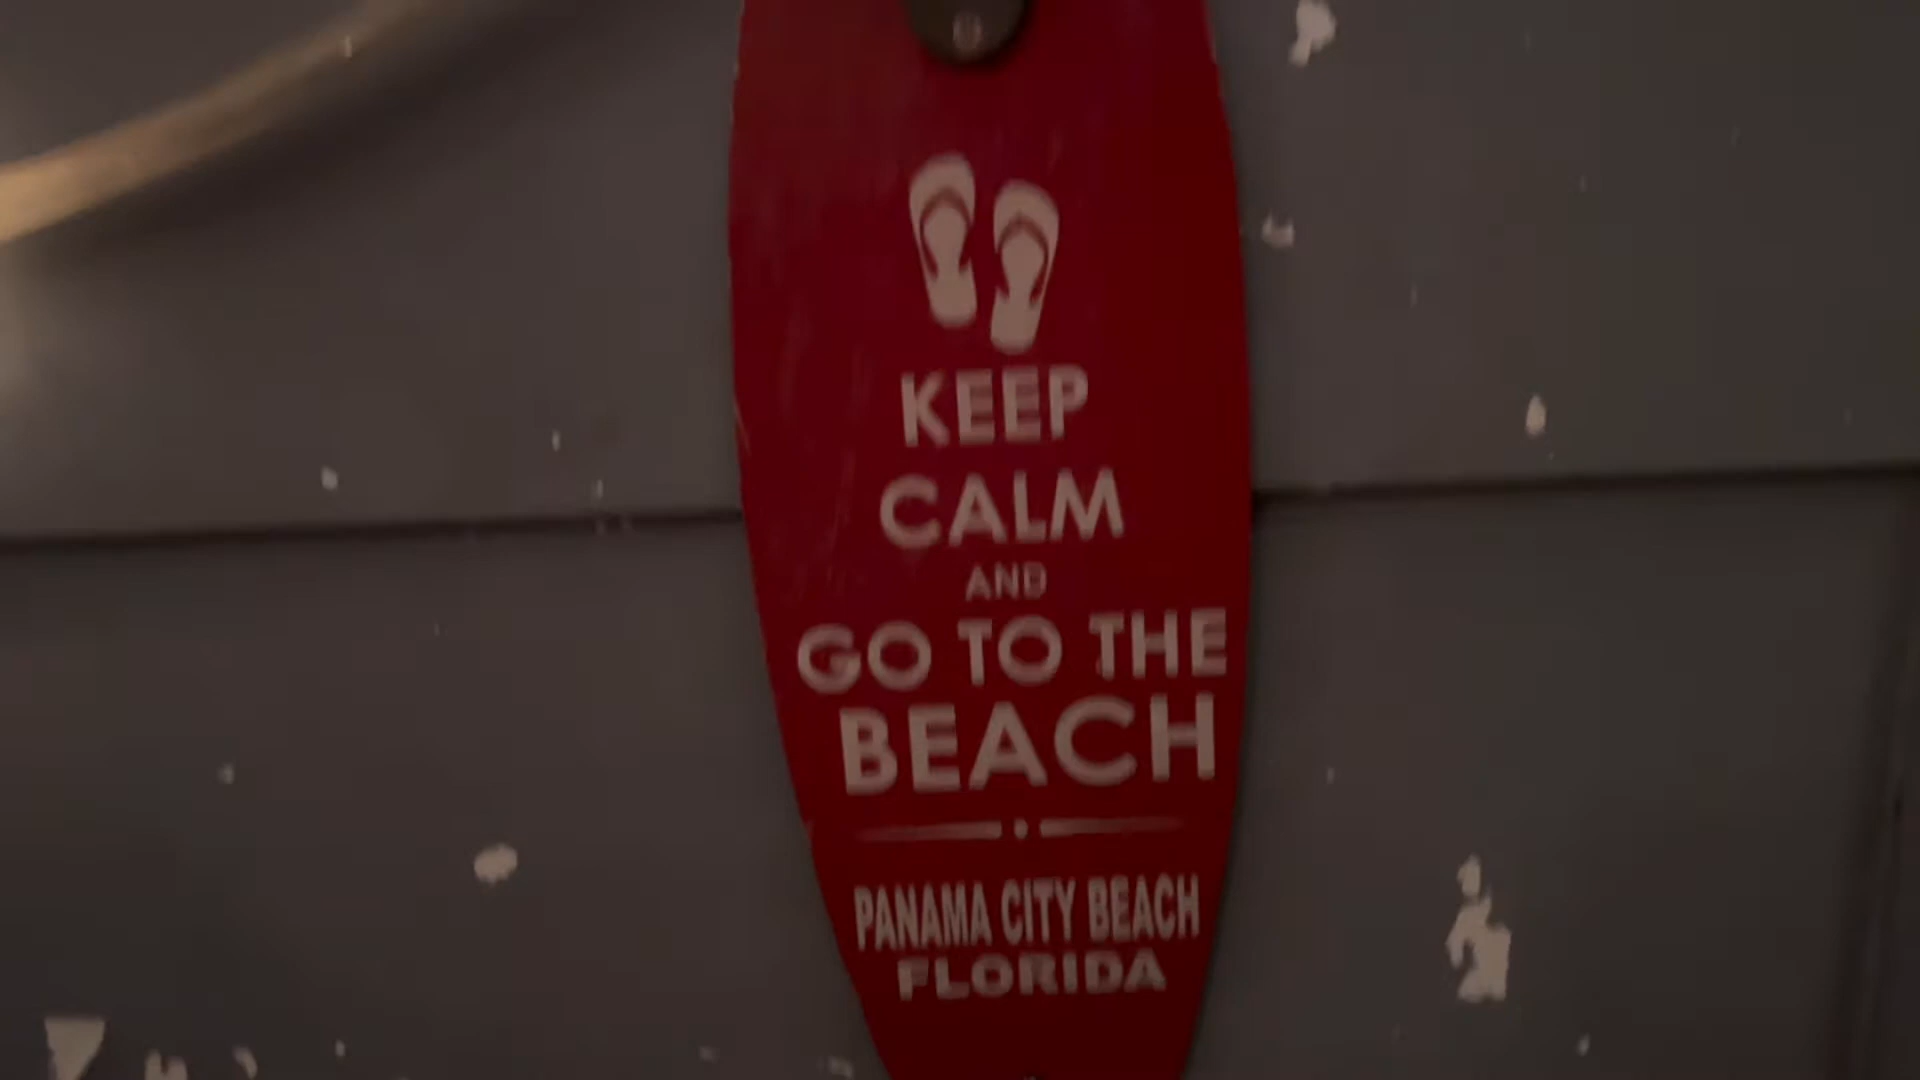 KEEP
CALM
AND
GO TO THE
BEACH
PANAMA CITY BEACH
FLORIDA